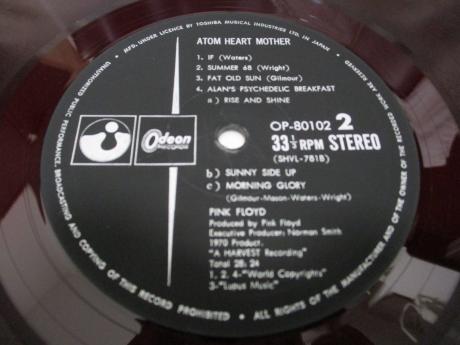 MFG. UNDER LICENCE BY TOSHIBA MUSICAL INDUSTRIES LTD. IN JAPAN
ATOM HEART MOTHER
1. IF (Waters)
2. SUMMER 68 (Wright)
3. FAT OLD SUN (Gilmour)
4. ALAN'S PSYCHEDELIC BREAKFAST
a) RISE AND SHINE
OP-80102 2
33⅓ RPM STEREO
(SHVL-781B)
Odeon
RECORDS
b) SUNNY SIDE UP
c) MORNING GLORY
(Gilmour-Mason-Waters-Wright)
PINK FLOYD
Produced by Pink Floyd
Executive Producer: Norman Smith
1970 Product.
"A HARVEST Recording"
Total 28: 24
1, 2, 4-"World Copyrights"
3-"Lupus Music"
UNAUTHORIZED PUBLIC PERFORMANCE, BROADCASTING AND COPYING OF THIS RECORD PROHIBITED • ALL RIGHTS OF THE MANUFACTURER AND OF THE OWNER OF THE RECORDED WORK ARE RESERVED